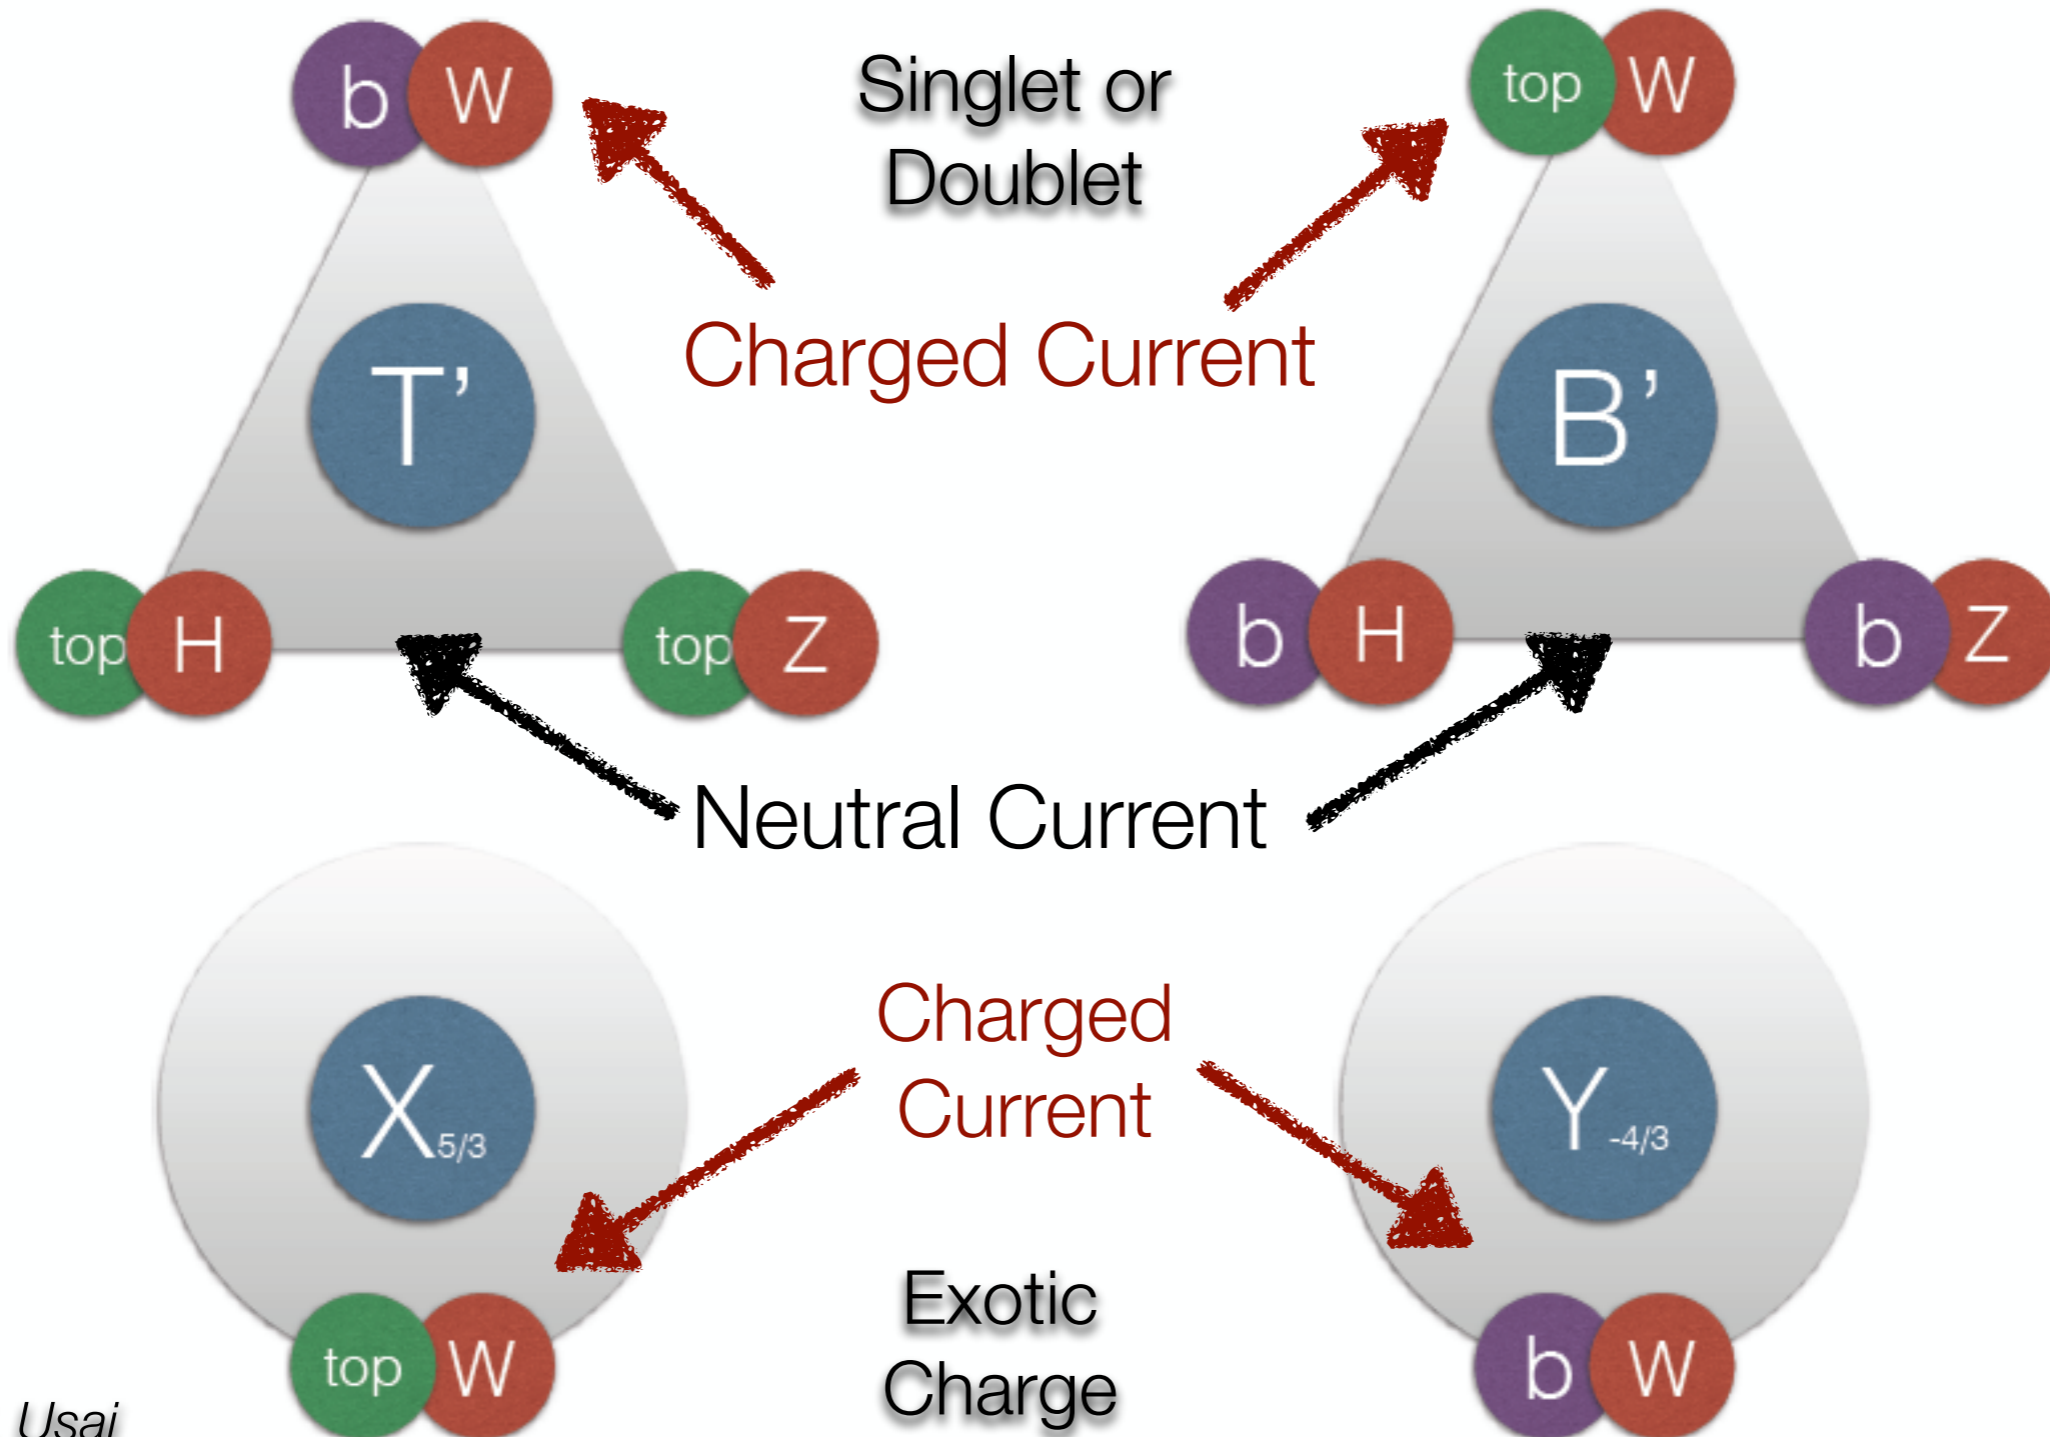 b W
Singlet or
Doublet
top W
Charged Current
T’
B’
top H
top Z
b H
b Z
Neutral Current
X5/3
Charged
Current
Y-4/3
Exotic
Charge
top W
b W
Usai